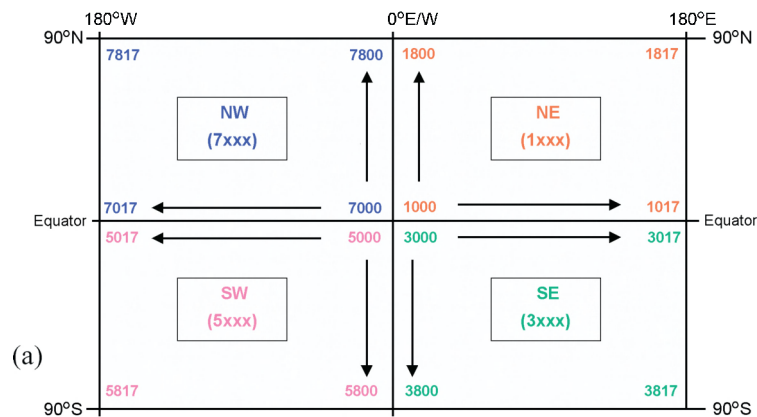 180°W 0°E/W 180°E
90°N 90°N
7817 7800 1800 1817
NW
(7xxx)
NE
(1xxx)
7017 7000 1000 1017
Equator Equator
5017 5000 3000 3017
SW
(5xxx)
SE
(3xxx)
(a)
5817 5800 3800 3817
90°S 90°S